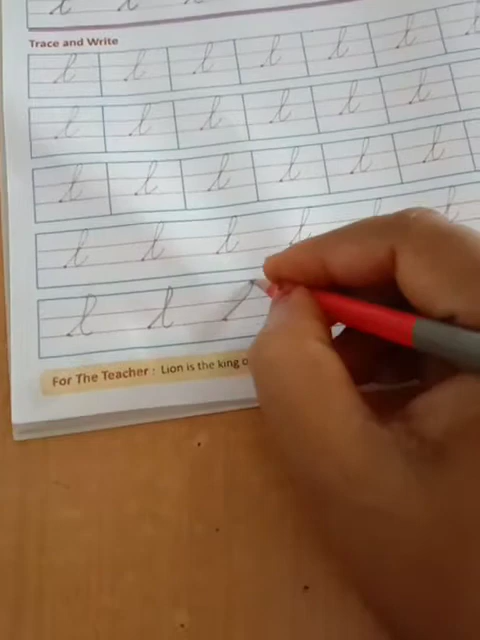 l l l
Trace and Write
l l l l l l l
l l l l l l
l l l l l l
l l l l l l
l l
For The Teacher : Lion is the king o